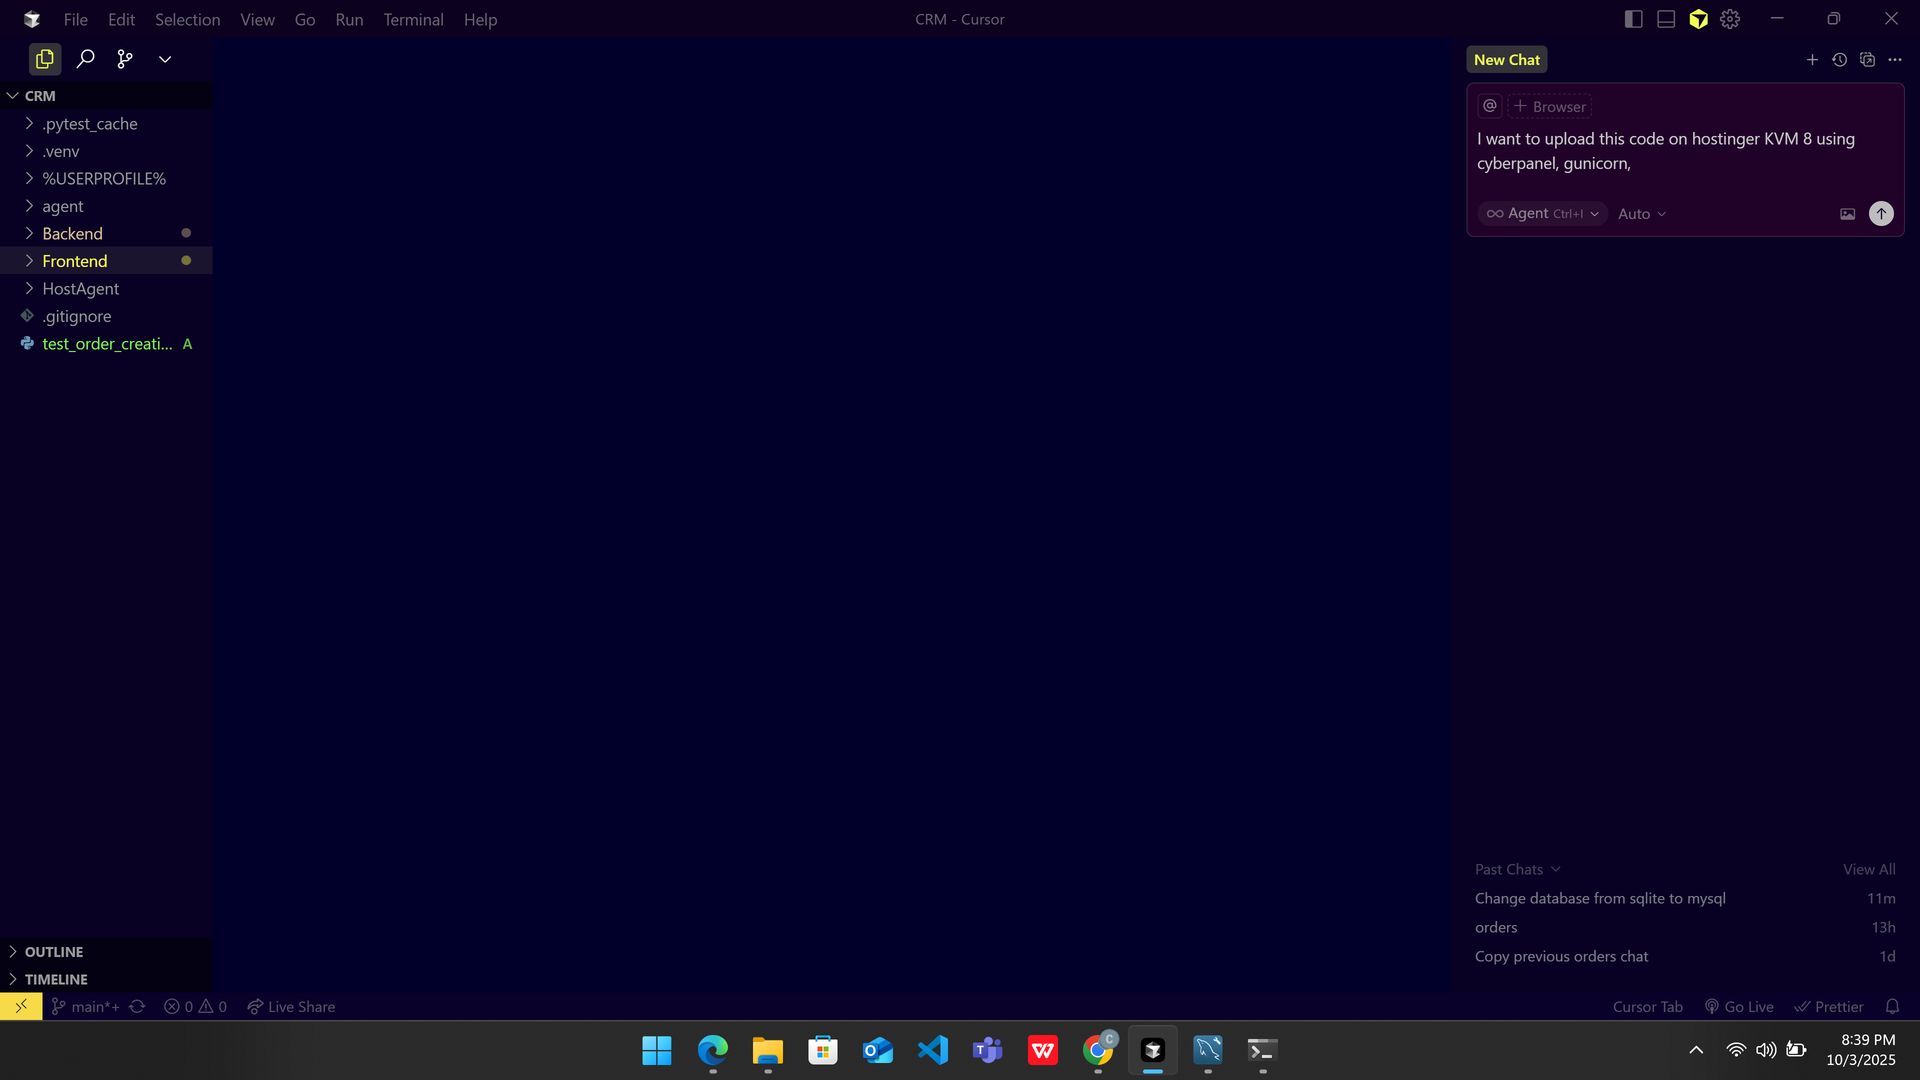 File Edit Selection View Go Run Terminal Help
CRM - Cursor
CRM
.pytest_cache
.venv
%USERPROFILE%
agent
Backend
Frontend
HostAgent
.gitignore
test_order_creati... A
OUTLINE
TIMELINE
New Chat
@ + Browser
I want to upload this code on hostinger KVM 8 using
cyberpanel, gunicorn,
Agent Ctrl+I Auto
Past Chats View All
Change database from sqlite to mysql 11m
orders 13h
Copy previous orders chat 1d
main*+ 0 0 Live Share
Cursor Tab Go Live Prettier
C
8:39 PM
10/3/2025